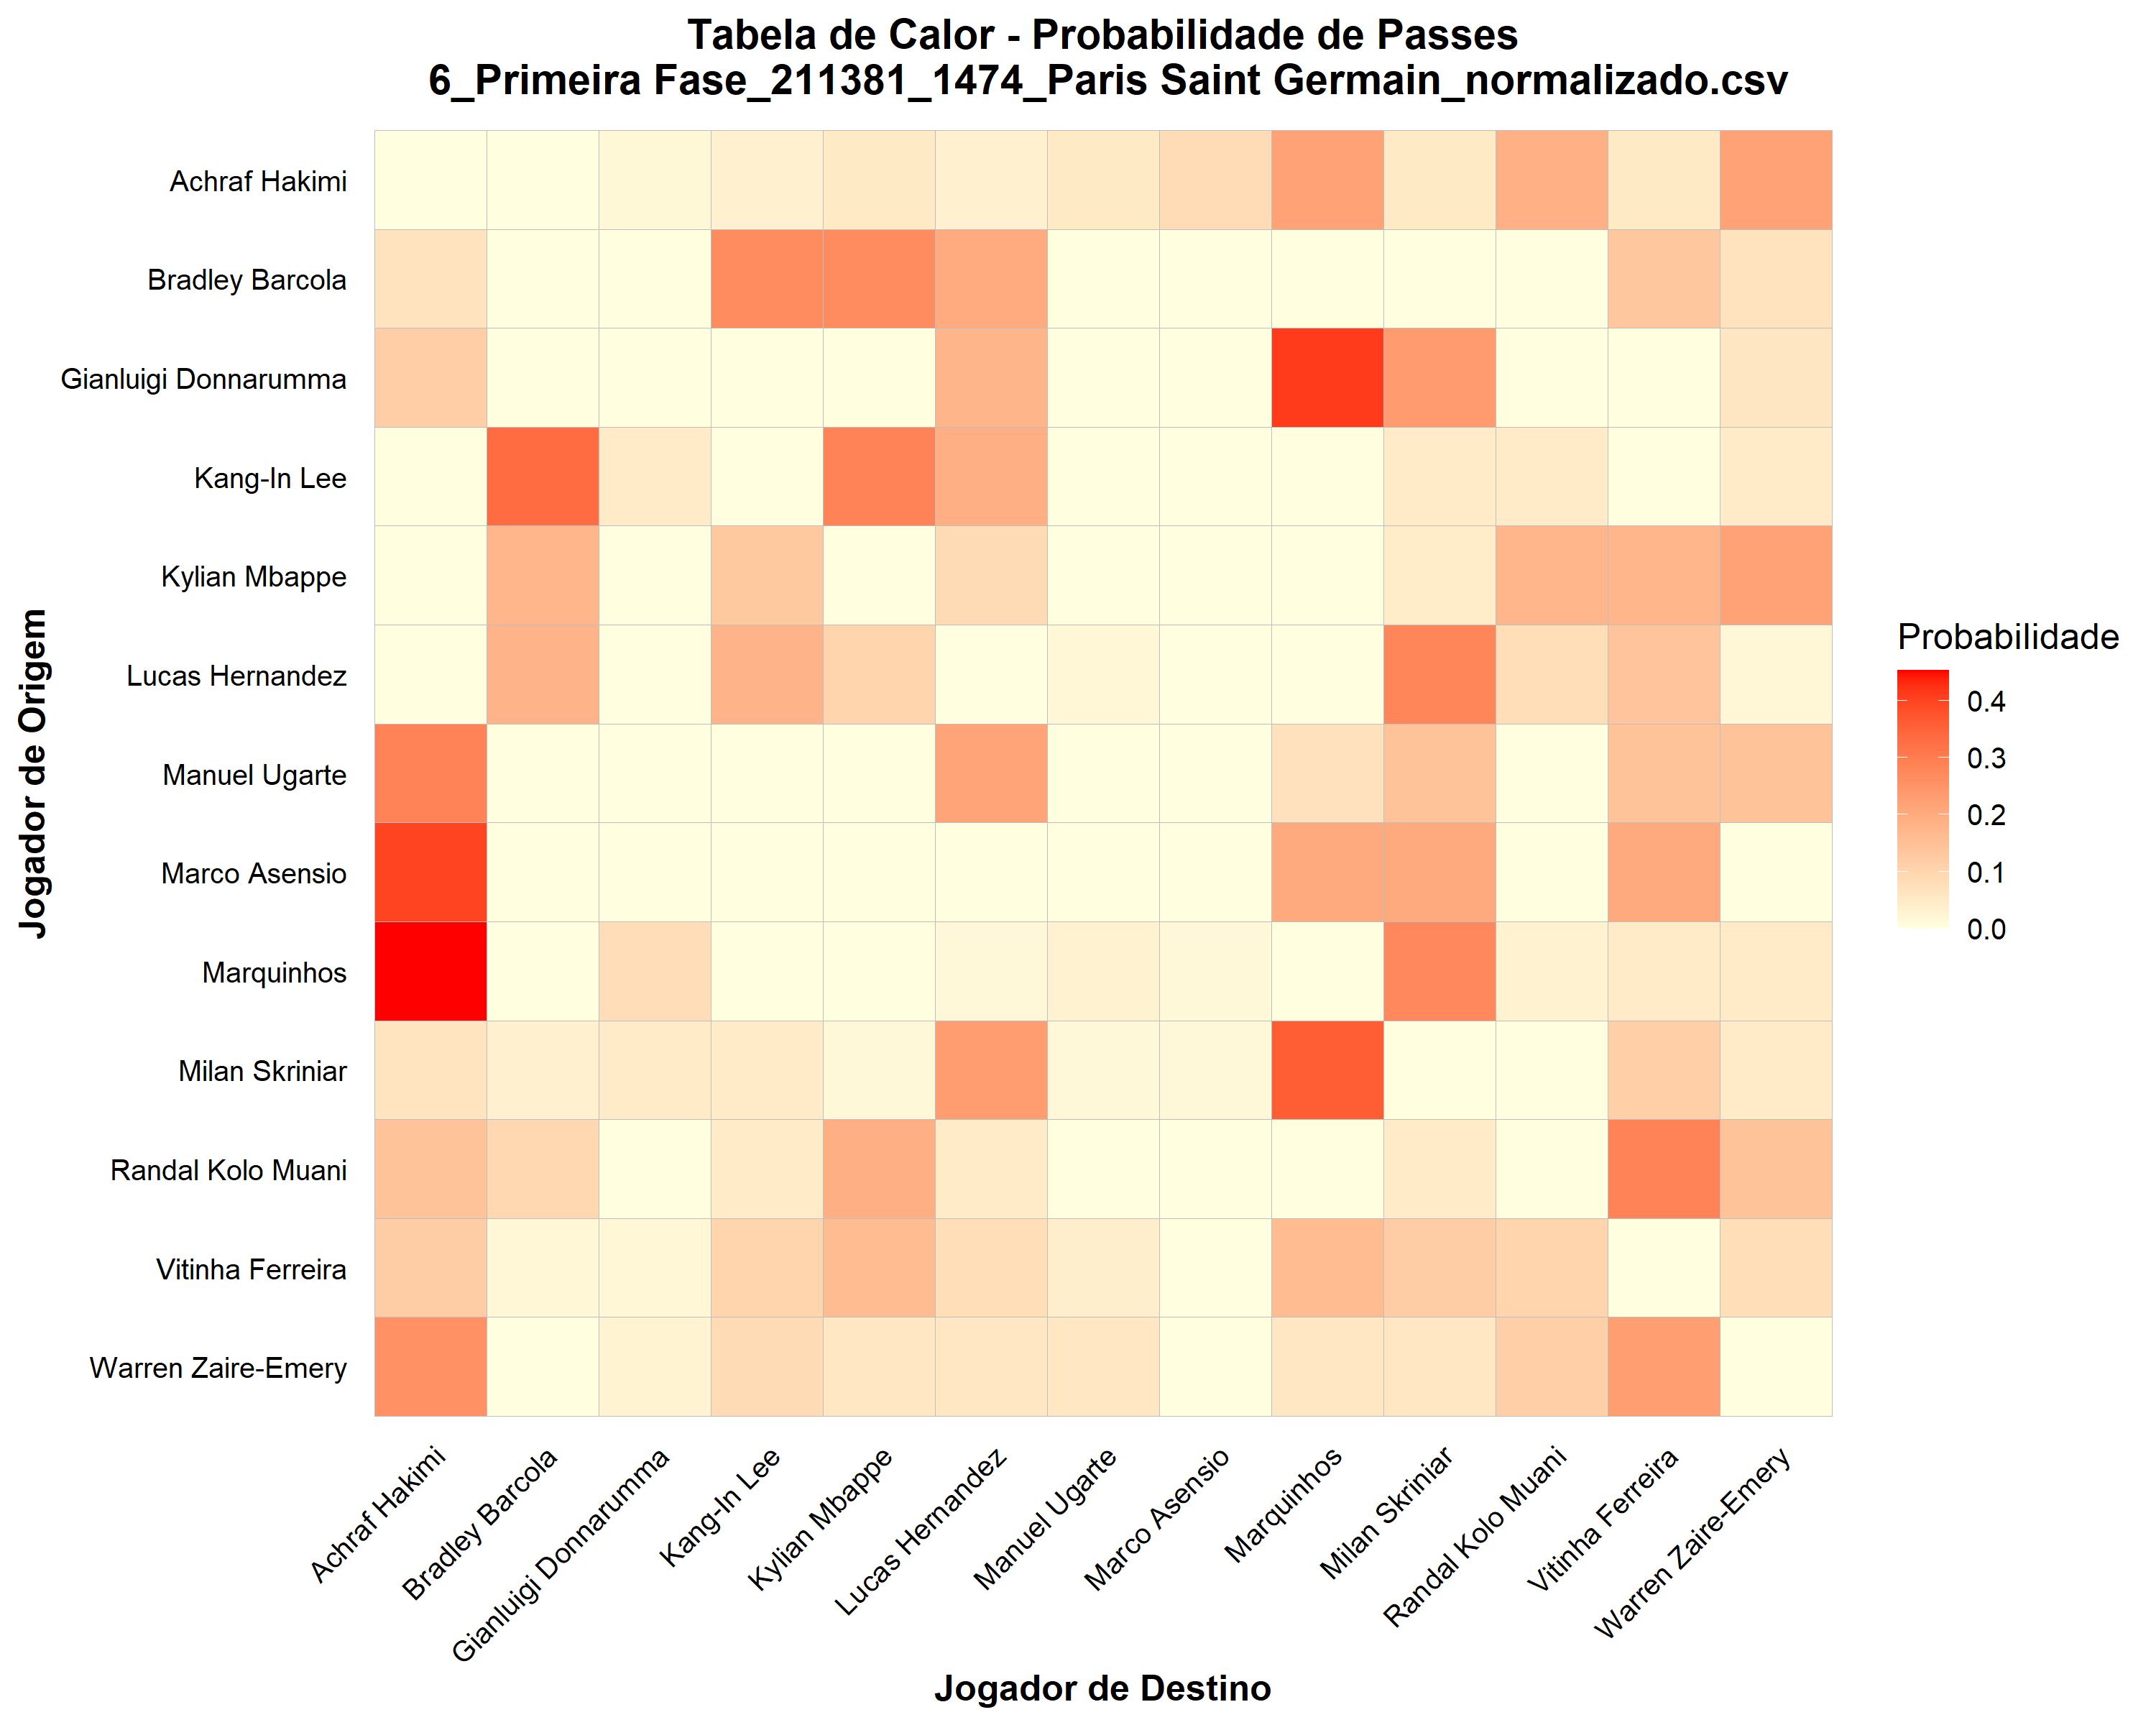 Tabela de Calor - Probabilidade de Passes
6_Primeira Fase_211381_1474_Paris Saint Germain_normalizado.csv
Jogador de Origem
Achraf Hakimi
Bradley Barcola
Gianluigi Donnarumma
Kang-In Lee
Kylian Mbappe
Lucas Hernandez
Manuel Ugarte
Marco Asensio
Marquinhos
Milan Skriniar
Randal Kolo Muani
Vitinha Ferreira
Warren Zaire-Emery
Probabilidade
0.4
0.3
0.2
0.1
0.0
Achraf Hakimi
Bradley Barcola
Gianluigi Donnarumma
Kang-In Lee
Kylian Mbappe
Lucas Hernandez
Manuel Ugarte
Marco Asensio
Marquinhos
Milan Skriniar
Randal Kolo Muani
Vitinha Ferreira
Warren Zaire-Emery
Jogador de Destino